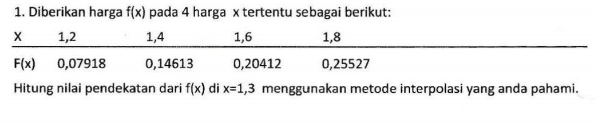 1. Diberikan harga f(x) pada 4 harga x tertentu sebagai berikut:
X 1,2 1,4 1,6 1,8
F(x) 0,07918 0,14613 0,20412 0,25527
Hitung nilai pendekatan dari f(x) di x=1,3 menggunakan metode interpolasi yang anda pahami.